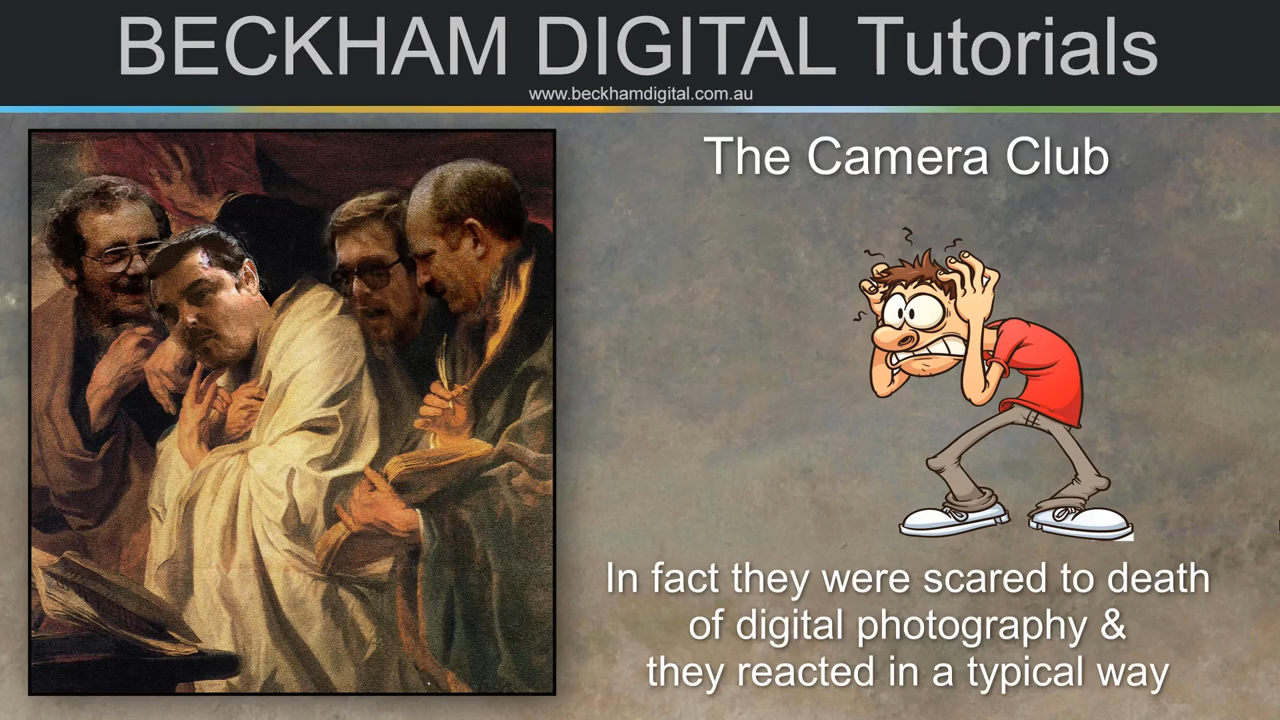 BECKHAM DIGITAL Tutorials
www.beckhamdigital.com.au
The Camera Club
In fact they were scared to death
of digital photography &
they reacted in a typical way